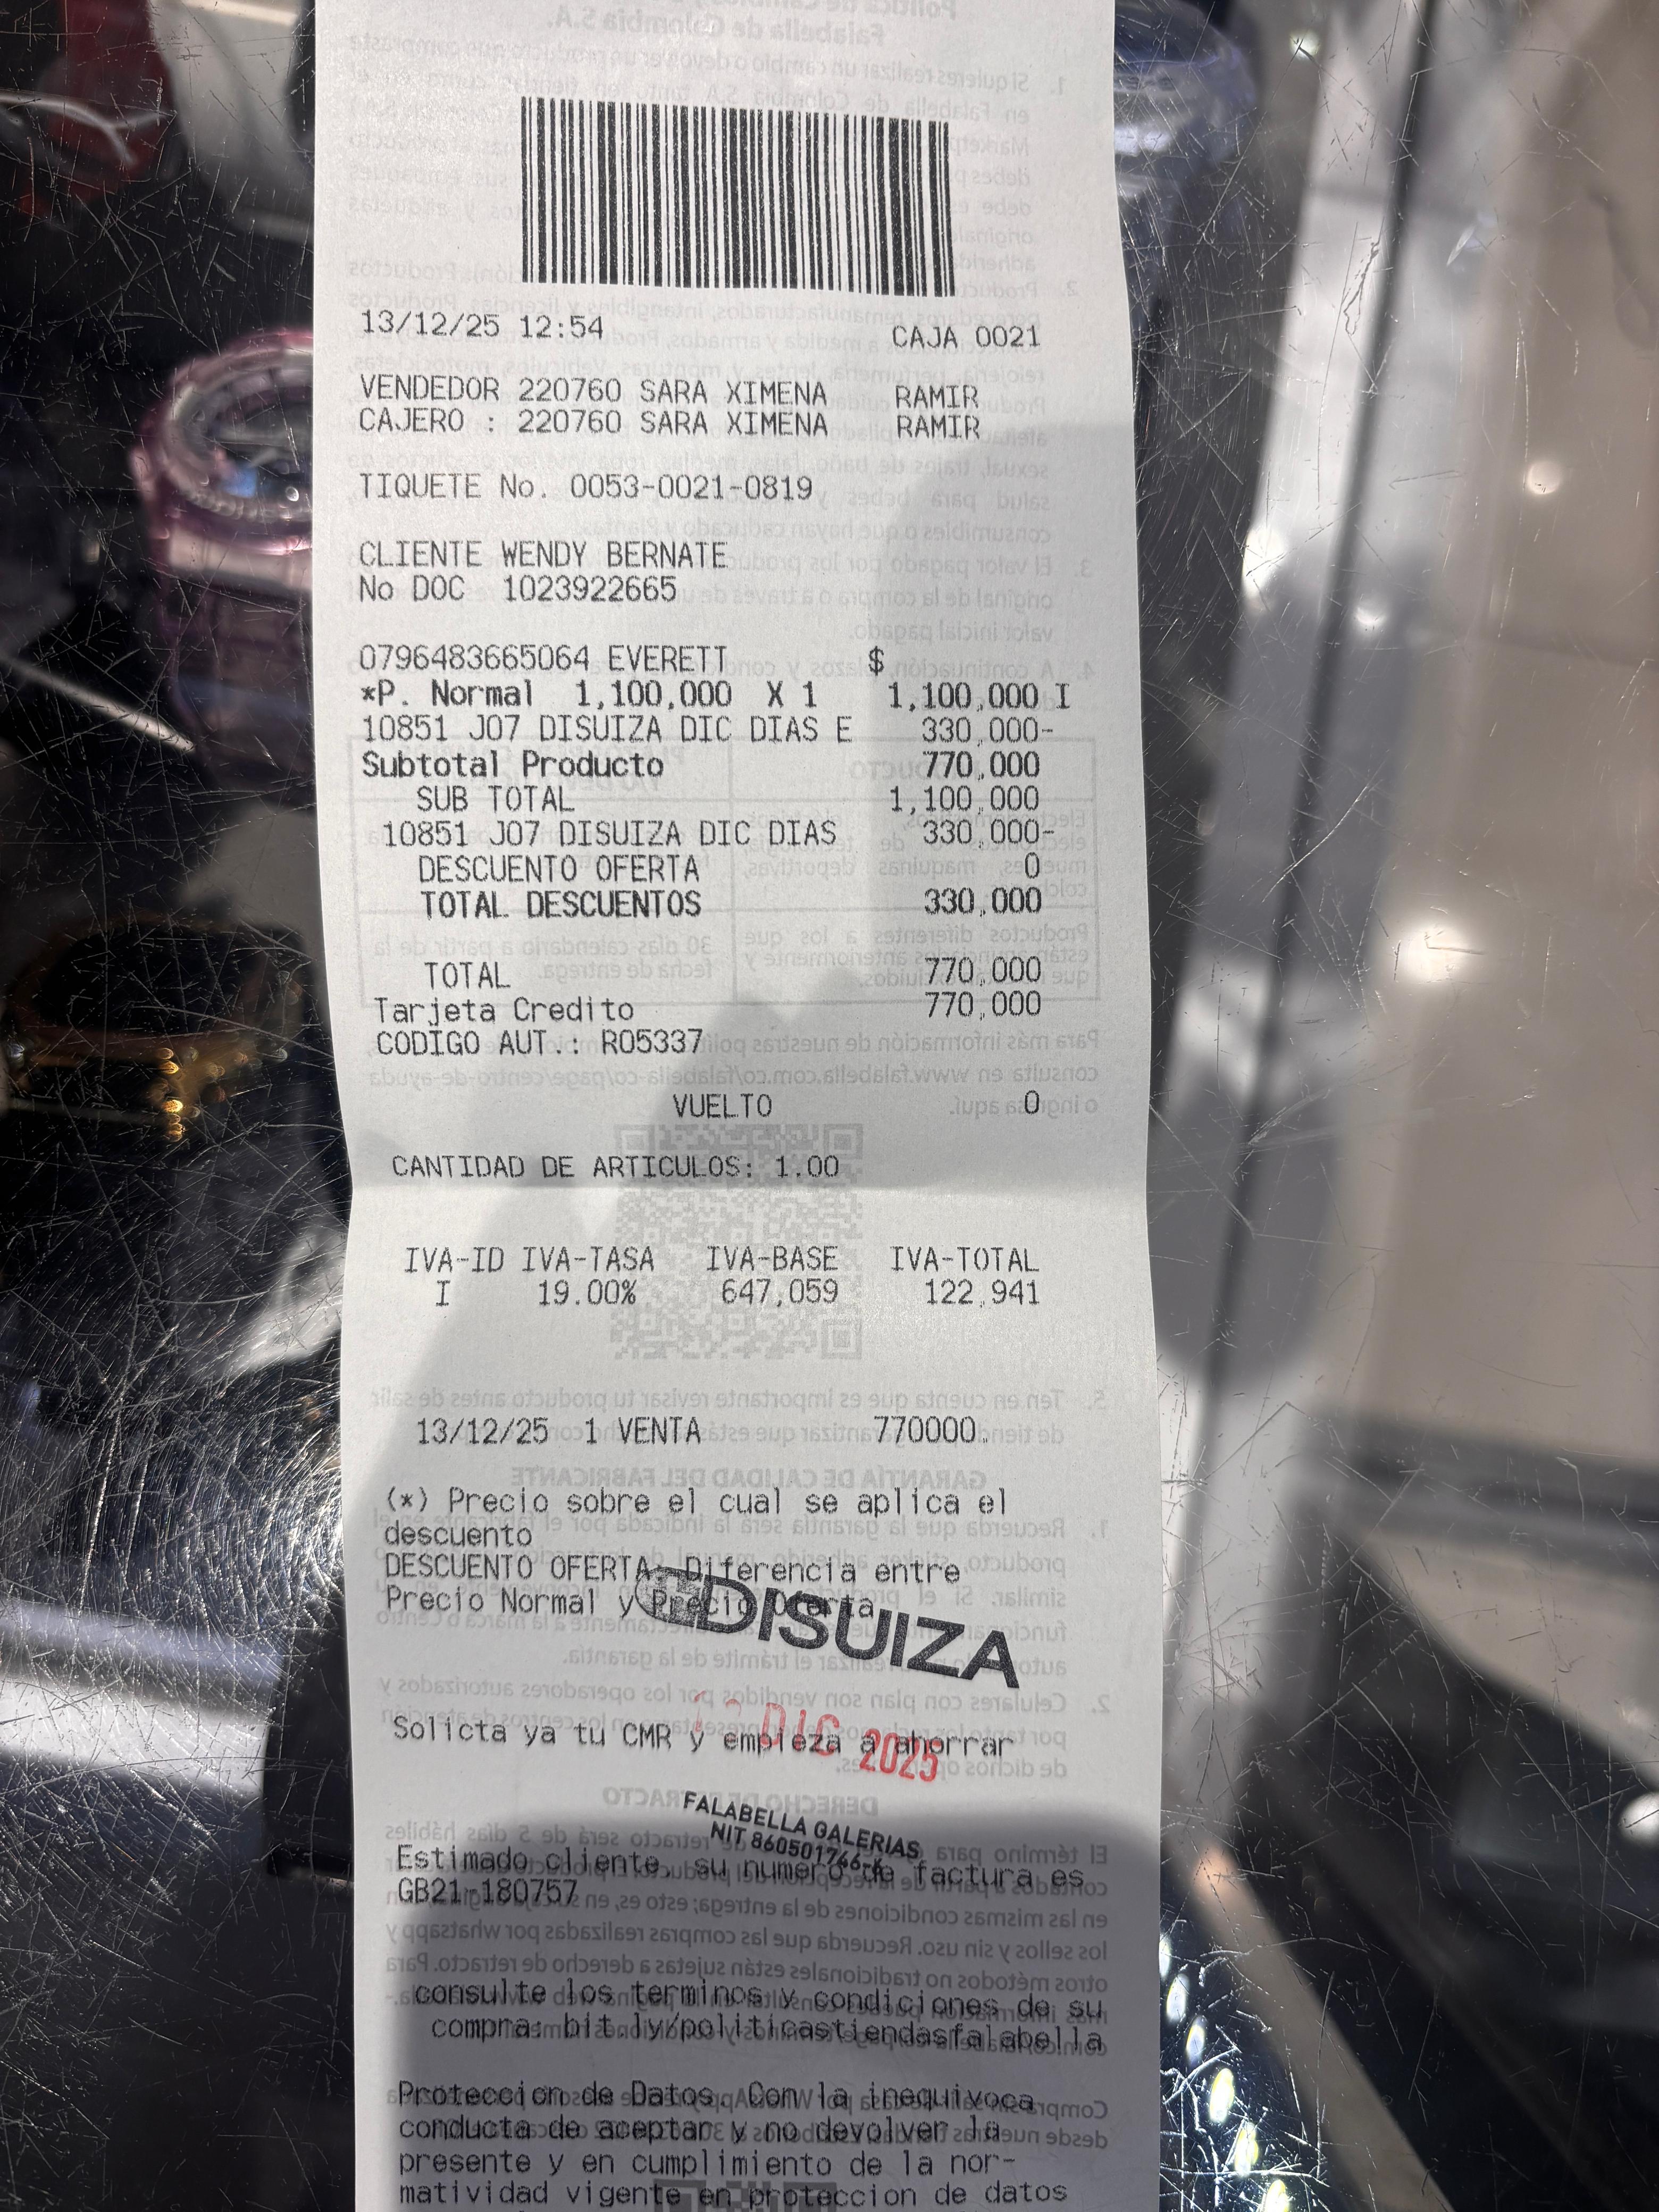 13/12/25 12:54 CAJA 0021
VENDEDOR 220760 SARA XIMENA RAMIR
CAJERO : 220760 SARA XIMENA RAMIR
TIQUETE No. 0053-0021-0819
CLIENTE WENDY BERNATE
No DOC 1023922665
0796483665064 EVERETT $
*P. Normal 1,100,000 X 1 1,100,000 I
10851 J07 DISUIZA DIC DIAS E 330,000-
Subtotal Producto 770,000
SUB TOTAL 1,100,000
10851 J07 DISUIZA DIC DIAS 330,000-
DESCUENTO OFERTA 0
TOTAL DESCUENTOS 330,000
TOTAL 770,000
Tarjeta Credito 770,000
CODIGO AUT.: R05337
VUELTO 0
CANTIDAD DE ARTICULOS: 1.00
IVA-ID IVA-TASA IVA-BASE IVA-TOTAL
I 19.00% 647,059 122,941
13/12/25 1 VENTA 770000.
(*) Precio sobre el cual se aplica el
descuento
DESCUENTO OFERTA: Diferencia entre
Precio Normal y Precio Oferta
DISUIZA
DIC 2025
Solicta ya tu CMR y empieza a ahorrar
FALABELLA GALERIAS
NIT 860501766-
Estimado cliente, su numero de factura es
GB21-180757
consulte los terminos y condiciones de su
compra: bit.ly/politicastiendasfalabella
Proteccion de Datos. Con la inequivoca
conducta de aceptar y no devolver la
presente y en cumplimiento de la nor-
matividad vigente en proteccion de datos